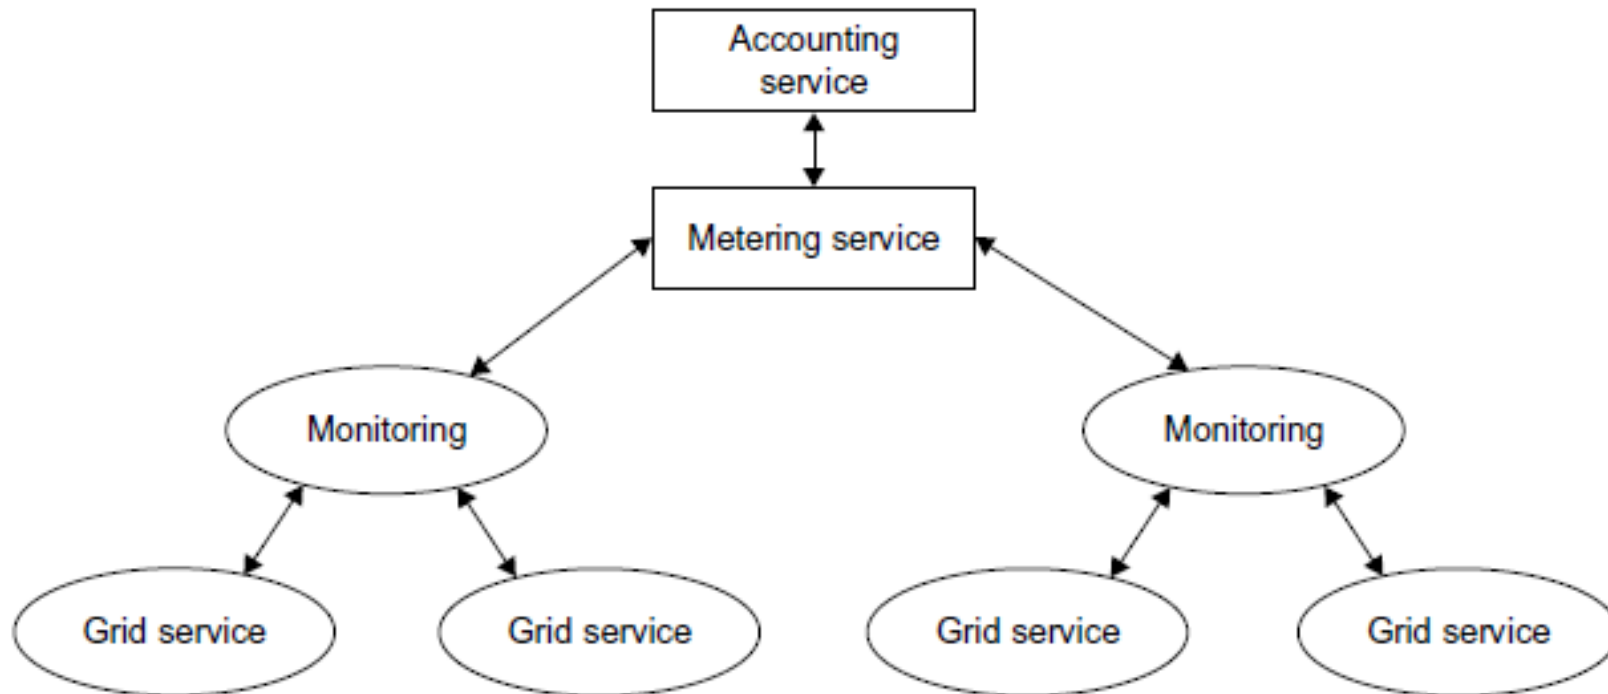 Accounting
service
Metering service
Monitoring
Monitoring
Grid service
Grid service
Grid service
Grid service